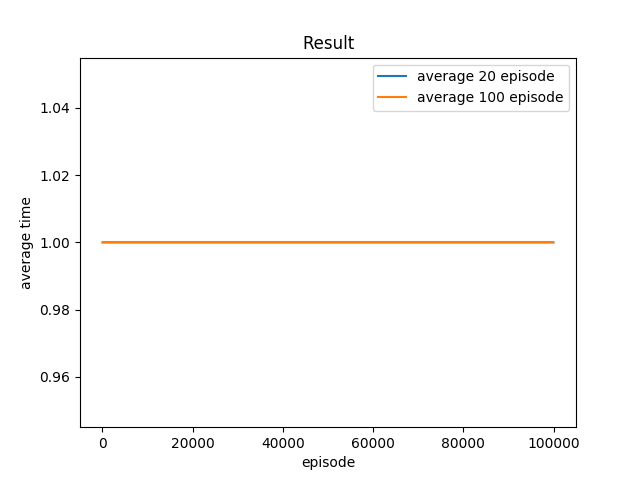 Result
average 20 episode
average 100 episode
1.04
1.02
1.00
0.98
0.96
average time
0 20000 40000 60000 80000 100000
episode